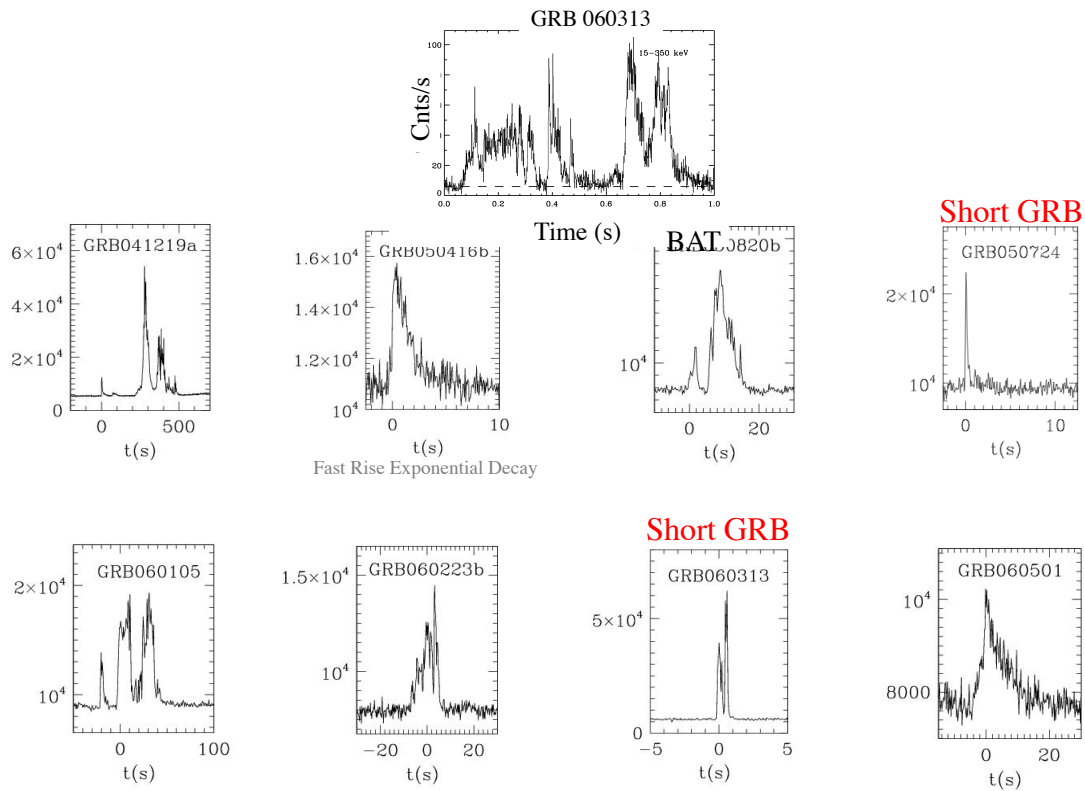 GRB 060313
100
15-350 keV
Cnts/s
20
0
0.0 0.2 0.4 0.6 0.8 1.0
Time (s)
BAT
Short GRB
GRB041219a
6×10⁴
4×10⁴
2×10⁴
0
0 500
t(s)
GRB050416b
1.6×10⁴
1.4×10⁴
1.2×10⁴
10⁴
0 10
t(s)
Fast Rise Exponential Decay
0820b
10⁴
0 20
t(s)
GRB050724
2×10⁴
10⁴
0 10
t(s)
Short GRB
GRB060105
2×10⁴
10⁴
0 100
t(s)
GRB060223b
1.5×10⁴
10⁴
−20 0 20
t(s)
GRB060313
5×10⁴
0
−5 0 5
t(s)
GRB060501
10⁴
8000
0 20
t(s)